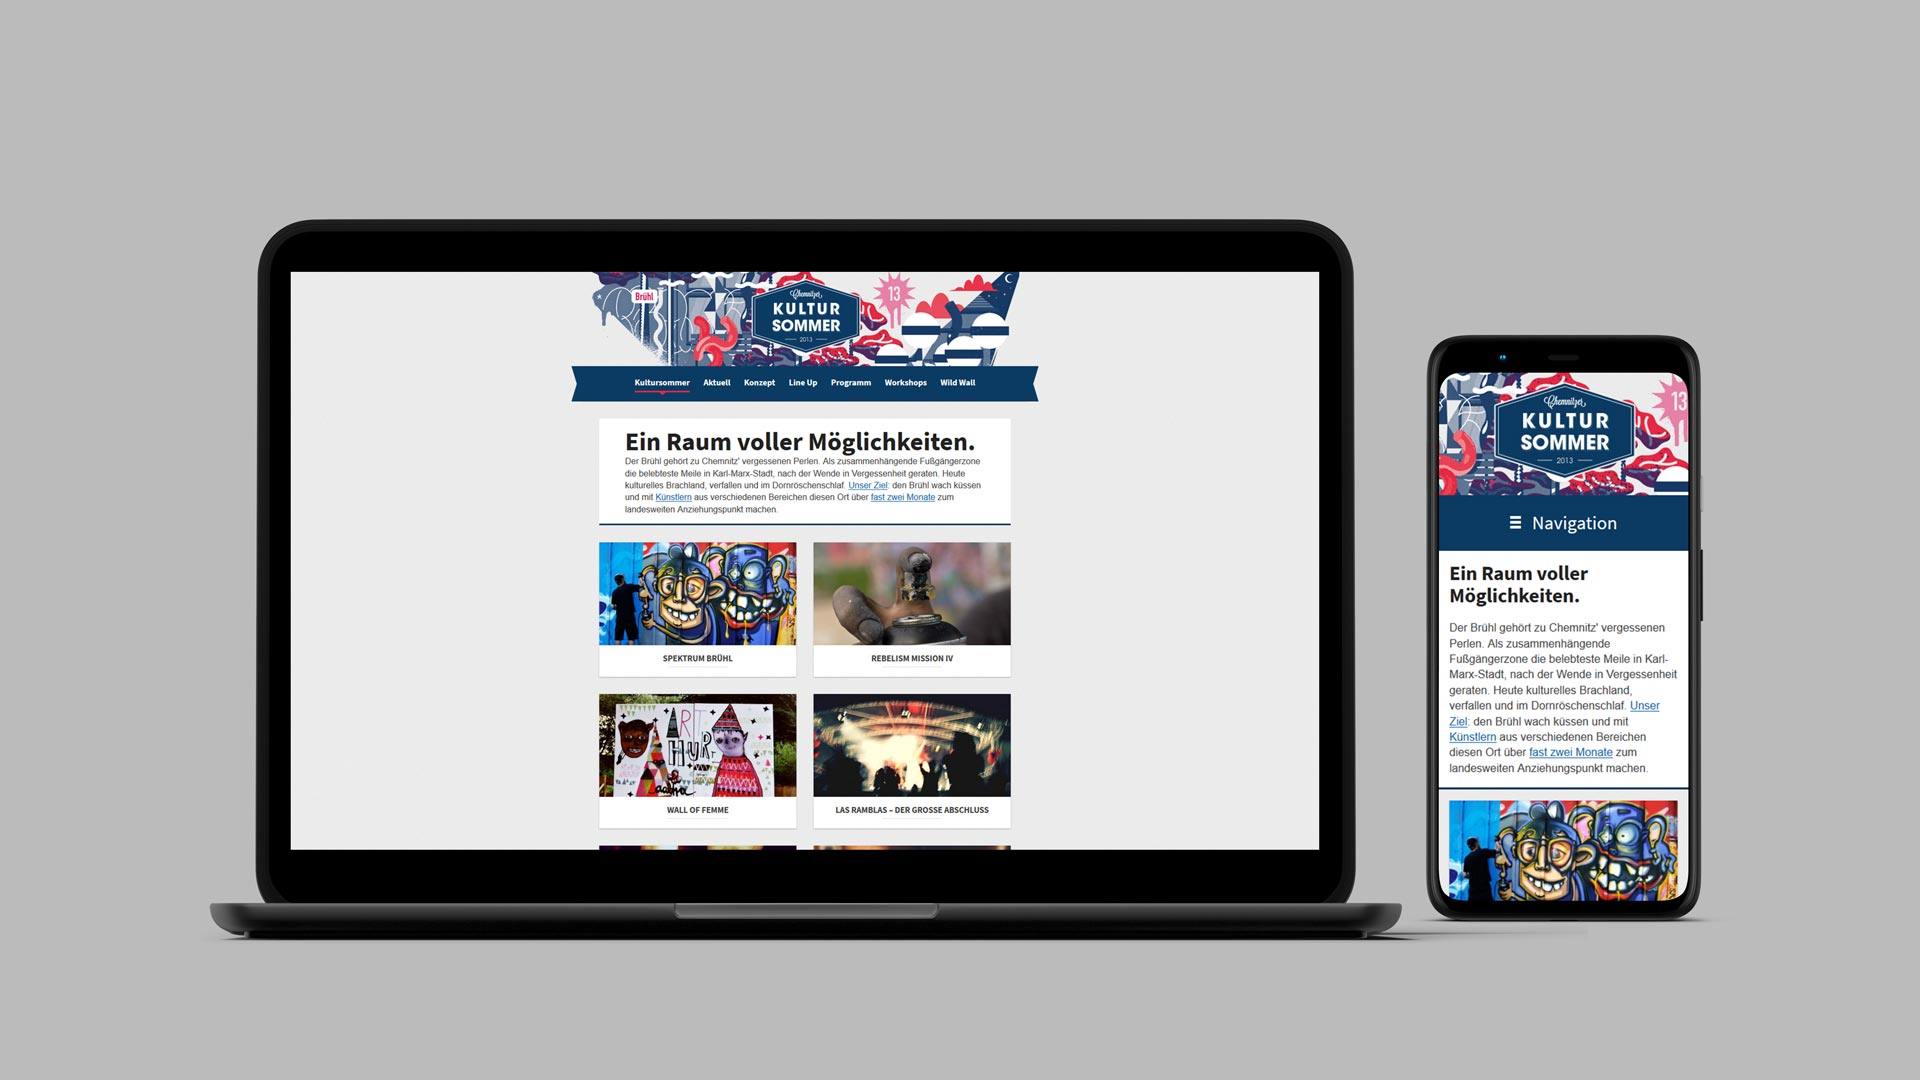 Brühl
13
Chemnitzer
KULTUR
SOMMER
2013
Kultursommer Aktuell Konzept Line Up Programm Workshops Wild Wall
Ein Raum voller Möglichkeiten.
Der Brühl gehört zu Chemnitz' vergessenen Perlen. Als zusammenhängende Fußgängerzone
die belebteste Meile in Karl-Marx-Stadt, nach der Wende in Vergessenheit geraten. Heute
kulturelles Brachland, verfallen und im Dornröschenschlaf. Unser Ziel: den Brühl wach küssen
und mit Künstlern aus verschiedenen Bereichen diesen Ort über fast zwei Monate zum
landesweiten Anziehungspunkt machen.
SPEKTRUM BRÜHL
REBELISM MISSION IV
ART
HUR
WALL OF FEMME
LAS RAMBLAS – DER GROSSE ABSCHLUSS
13
Chemnitzer
KULTUR
SOMMER
2013
Navigation
Ein Raum voller
Möglichkeiten.
Der Brühl gehört zu Chemnitz' vergessenen
Perlen. Als zusammenhängende
Fußgängerzone die belebteste Meile in Karl-
Marx-Stadt, nach der Wende in Vergessenheit
geraten. Heute kulturelles Brachland,
verfallen und im Dornröschenschlaf. Unser
Ziel: den Brühl wach küssen und mit
Künstlern aus verschiedenen Bereichen
diesen Ort über fast zwei Monate zum
landesweiten Anziehungspunkt machen.